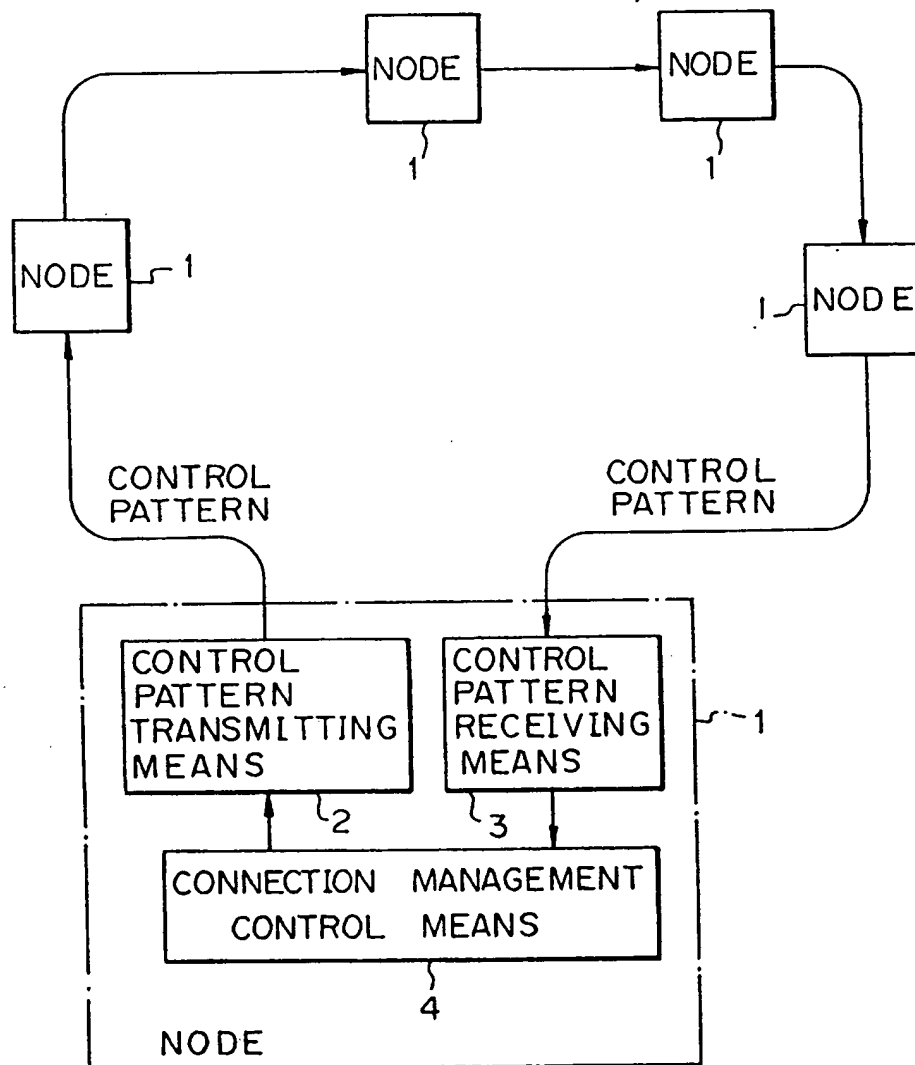 NODE
NODE
1
1
NODE
1
1
NODE
CONTROL
PATTERN
CONTROL
PATTERN
CONTROL
PATTERN
TRANSMITTING
MEANS
CONTROL
PATTERN
RECEIVING
MEANS
1
2
3
CONNECTION MANAGEMENT
CONTROL MEANS
4
NODE